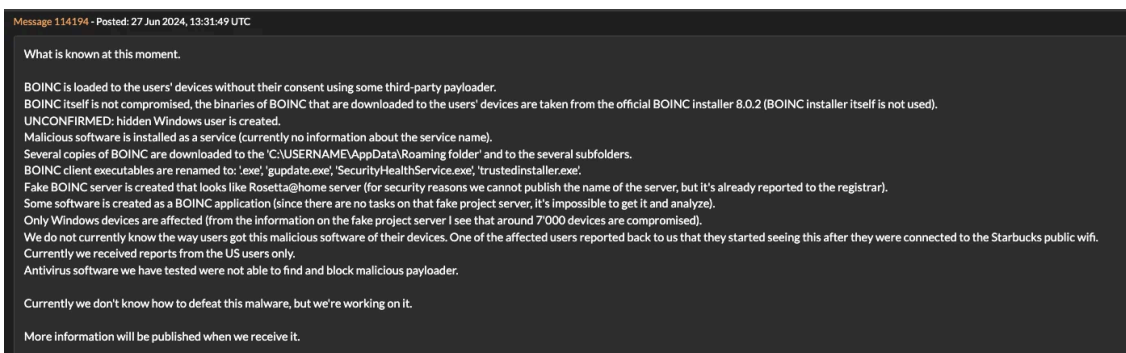 Message 114194 - Posted: 27 Jun 2024, 13:31:49 UTC
What is known at this moment.
BOINC is loaded to the users' devices without their consent using some third-party payloader.
BOINC itself is not compromised, the binaries of BOINC that are downloaded to the users' devices are taken from the official BOINC installer 8.0.2 (BOINC installer itself is not used).
UNCONFIRMED: hidden Windows user is created.
Malicious software is installed as a service (currently no information about the service name).
Several copies of BOINC are downloaded to the 'C:\USERNAME\AppData\Roaming folder' and to the several subfolders.
BOINC client executables are renamed to: '.exe', 'gupdate.exe', 'SecurityHealthService.exe', 'trustedinstaller.exe'.
Fake BOINC server is created that looks like Rosetta@home server (for security reasons we cannot publish the name of the server, but it's already reported to the registrar).
Some software is created as a BOINC application (since there are no tasks on that fake project server, it's impossible to get it and analyze).
Only Windows devices are affected (from the information on the fake project server I see that around 7'000 devices are compromised).
We do not currently know the way users got this malicious software of their devices. One of the affected users reported back to us that they started seeing this after they were connected to the Starbucks public wifi.
Currently we received reports from the US users only.
Antivirus software we have tested were not able to find and block malicious payloader.
Currently we don't know how to defeat this malware, but we're working on it.
More information will be published when we receive it.